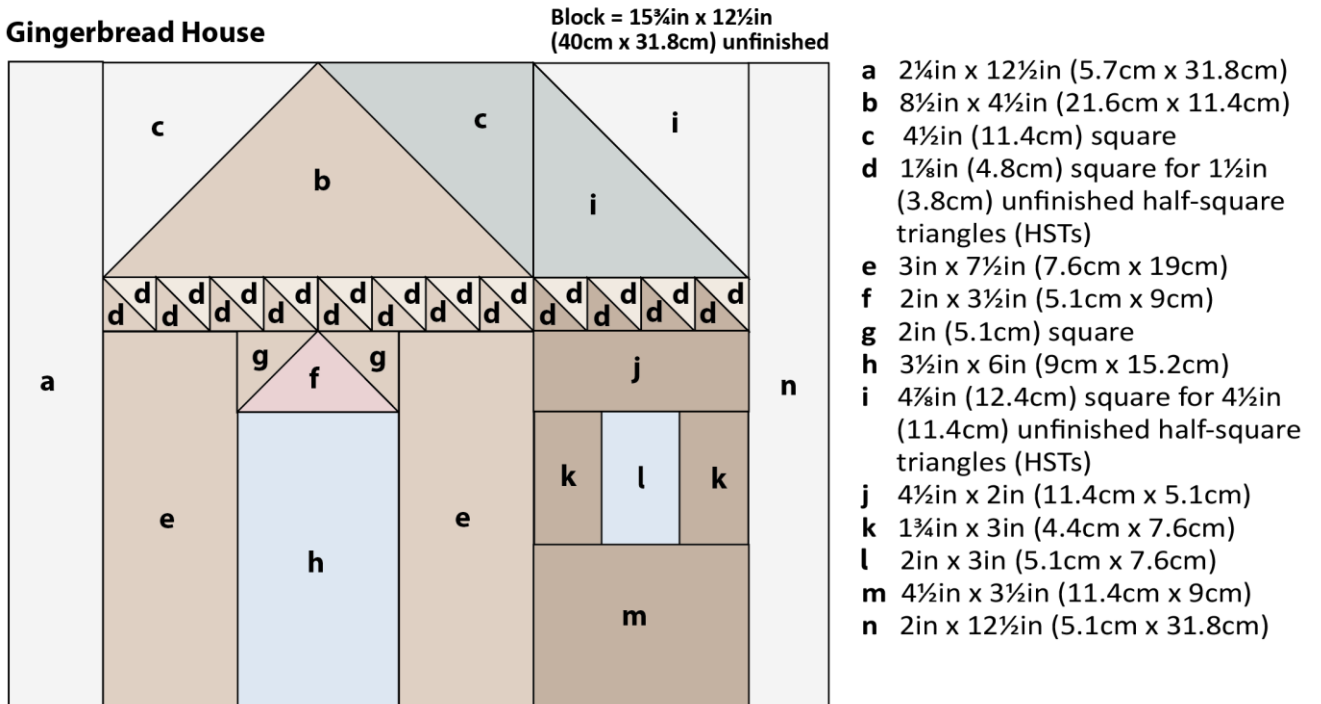 Gingerbread House
Block = 15¾in x 12½in
(40cm x 31.8cm) unfinished
c
c
i
b
i
d d d d d d d d d d d d
d d d d d d d d d d d d
a
g
f
g
j
n
k
l
k
e
e
h
m
a 2¼in x 12½in (5.7cm x 31.8cm)
b 8½in x 4½in (21.6cm x 11.4cm)
c 4½in (11.4cm) square
d 1⅞in (4.8cm) square for 1½in
(3.8cm) unfinished half-square
triangles (HSTs)
e 3in x 7½in (7.6cm x 19cm)
f 2in x 3½in (5.1cm x 9cm)
g 2in (5.1cm) square
h 3½in x 6in (9cm x 15.2cm)
i 4⅞in (12.4cm) square for 4½in
(11.4cm) unfinished half-square
triangles (HSTs)
j 4½in x 2in (11.4cm x 5.1cm)
k 1¾in x 3in (4.4cm x 7.6cm)
l 2in x 3in (5.1cm x 7.6cm)
m 4½in x 3½in (11.4cm x 9cm)
n 2in x 12½in (5.1cm x 31.8cm)